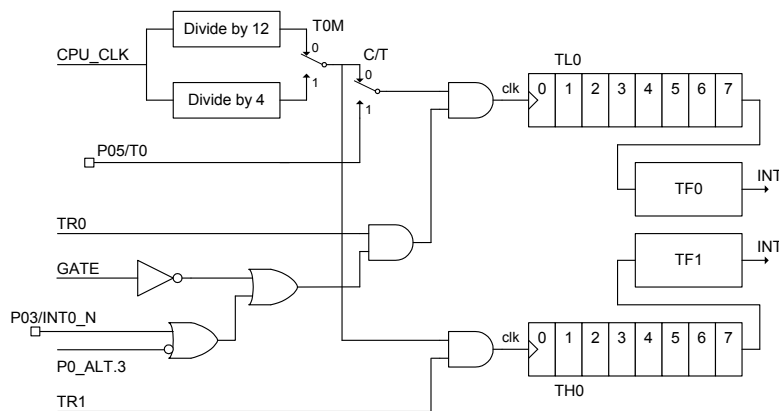 Divide by 12
T0M
CPU_CLK
0
C/T
TL0
1
0
clk
0 1 2 3 4 5 6 7
Divide by 4
1
P05/T0
INT
TF0
TR0
INT
TF1
GATE
P03/INT0_N
clk
0 1 2 3 4 5 6 7
P0_ALT.3
TH0
TR1